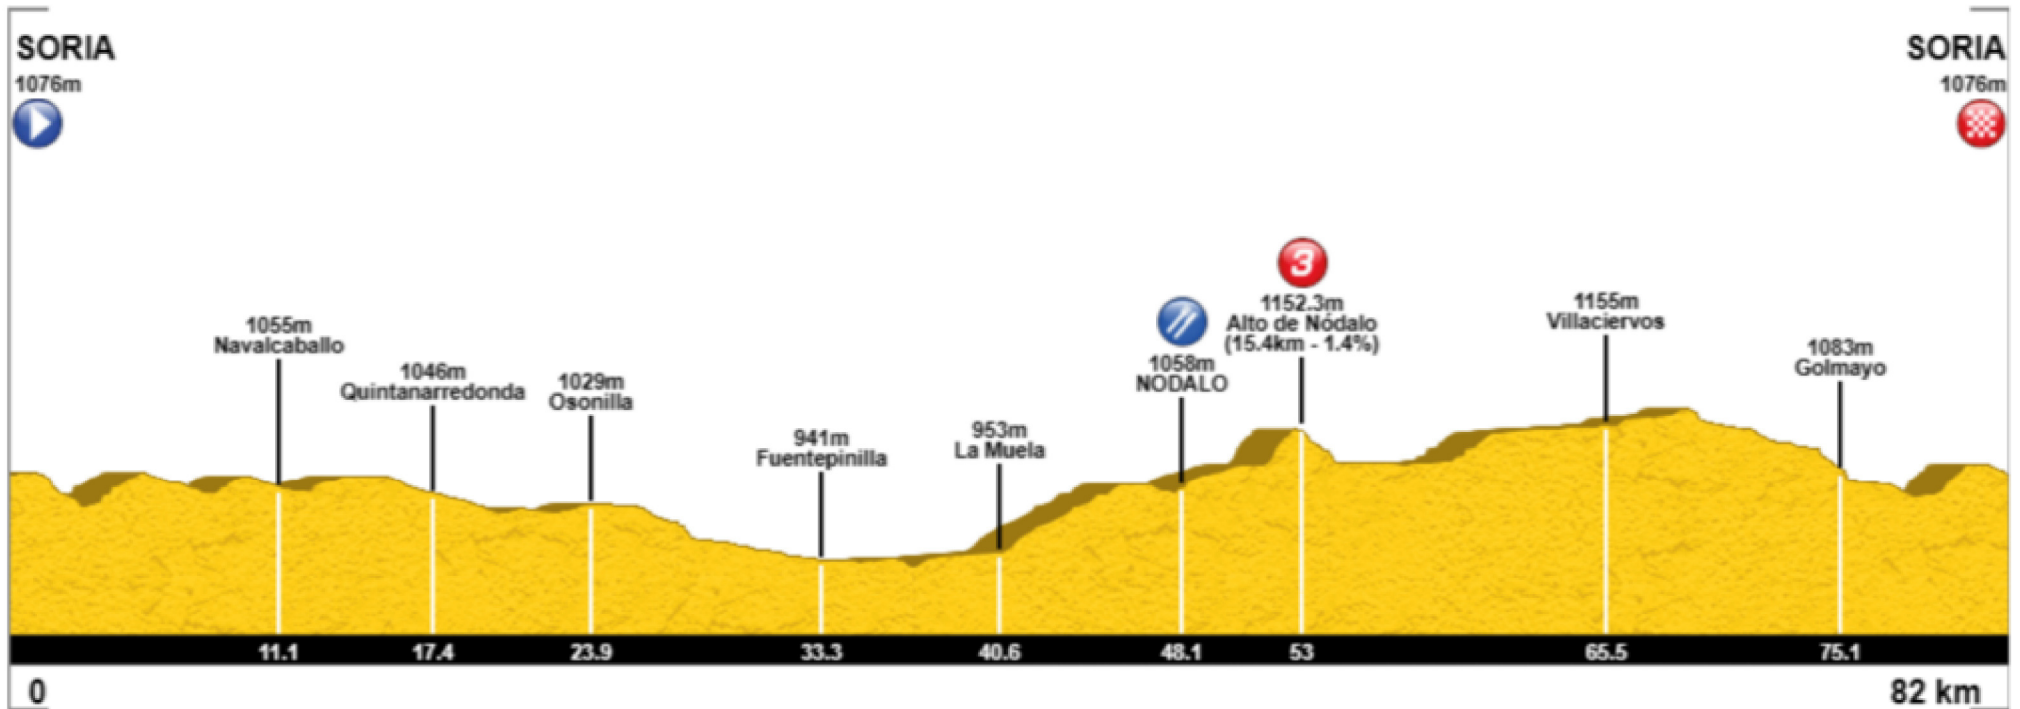 SORIA
1076m
SORIA
1076m
1055m
Navalcaballo
1046m
Quintanarredonda
1029m
Osonilla
941m
Fuentepinilla
953m
La Muela
1058m
NODALO
3
1152.3m
Alto de Nódalo
(15.4km - 1.4%)
1155m
Villaciervos
1083m
Golmayo
11.1 17.4 23.9 33.3 40.6 48.1 53 65.5 75.1
0 82 km